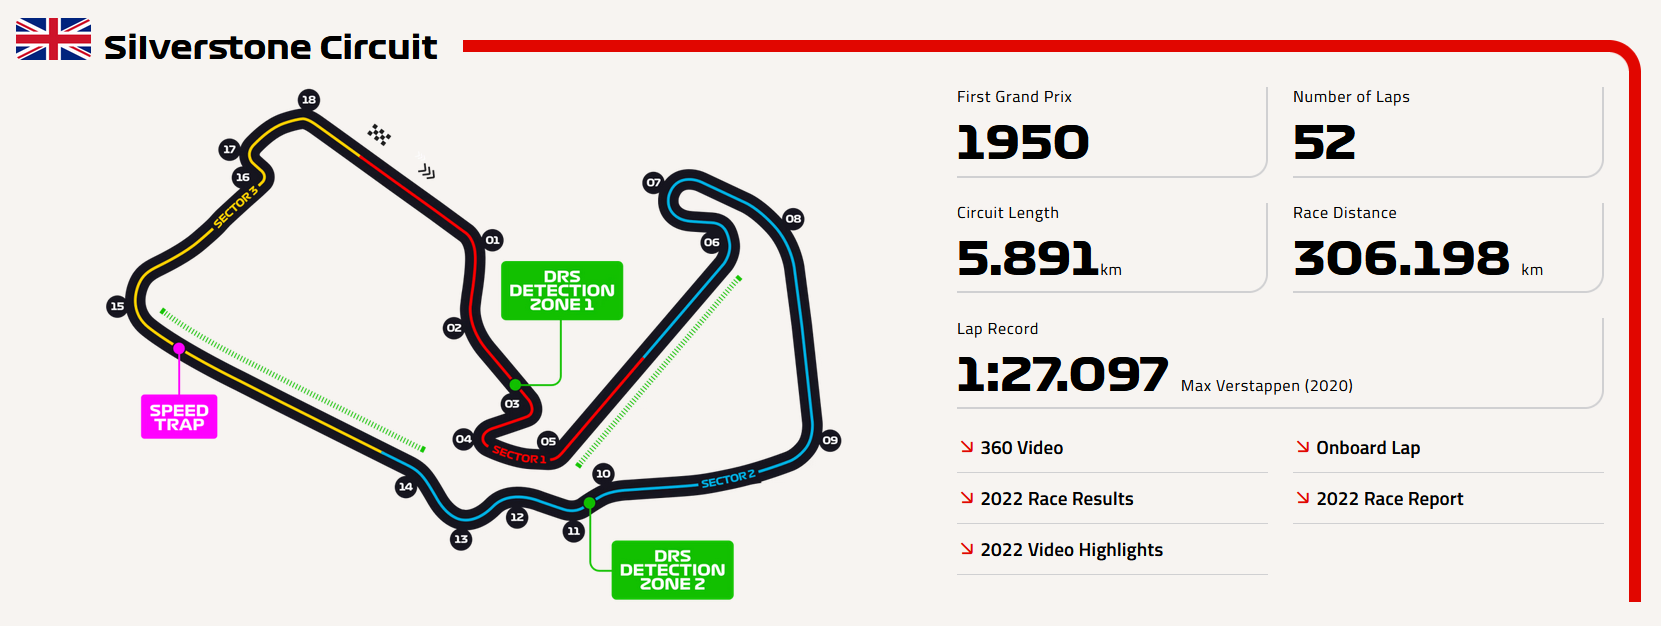 Silverstone Circuit
18
17
16
SECTOR 3
01
15
02
DRS
DETECTION
ZONE 1
03
04
05
SECTOR 1
SPEED
TRAP
07
08
06
09
10
SECTOR 2
14
13
12
11
DRS
DETECTION
ZONE 2
First Grand Prix
1950
Number of Laps
52
Circuit Length
5.891km
Race Distance
306.198 km
Lap Record
1:27.097 Max Verstappen (2020)
360 Video
Onboard Lap
2022 Race Results
2022 Race Report
2022 Video Highlights